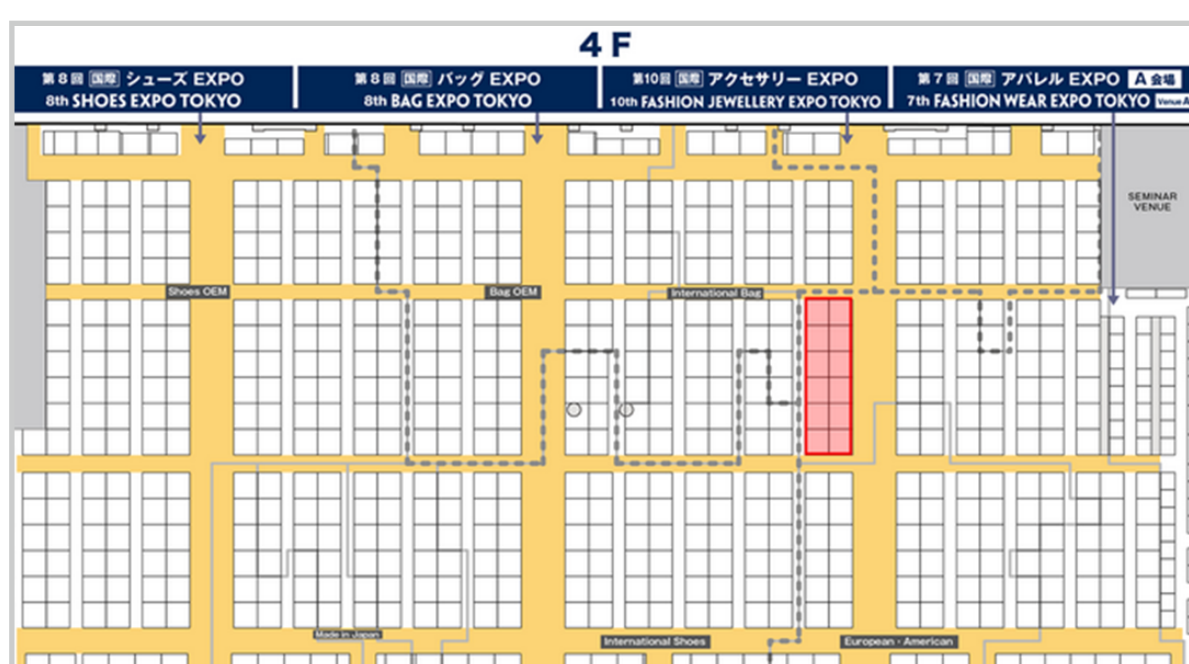 4F
第8回 国際 シューズ EXPO
8th SHOES EXPO TOKYO
第8回 国際 バッグ EXPO
8th BAG EXPO TOKYO
第10回 国際 アクセサリー EXPO
10th FASHION JEWELLERY EXPO TOKYO
第7回 国際 アパレル EXPO A会場
7th FASHION WEAR EXPO TOKYO Venue A
SEMINAR
VENUE
Shoes OEM
Bag OEM
International Bag
Made in Japan
International Shoes
European・American